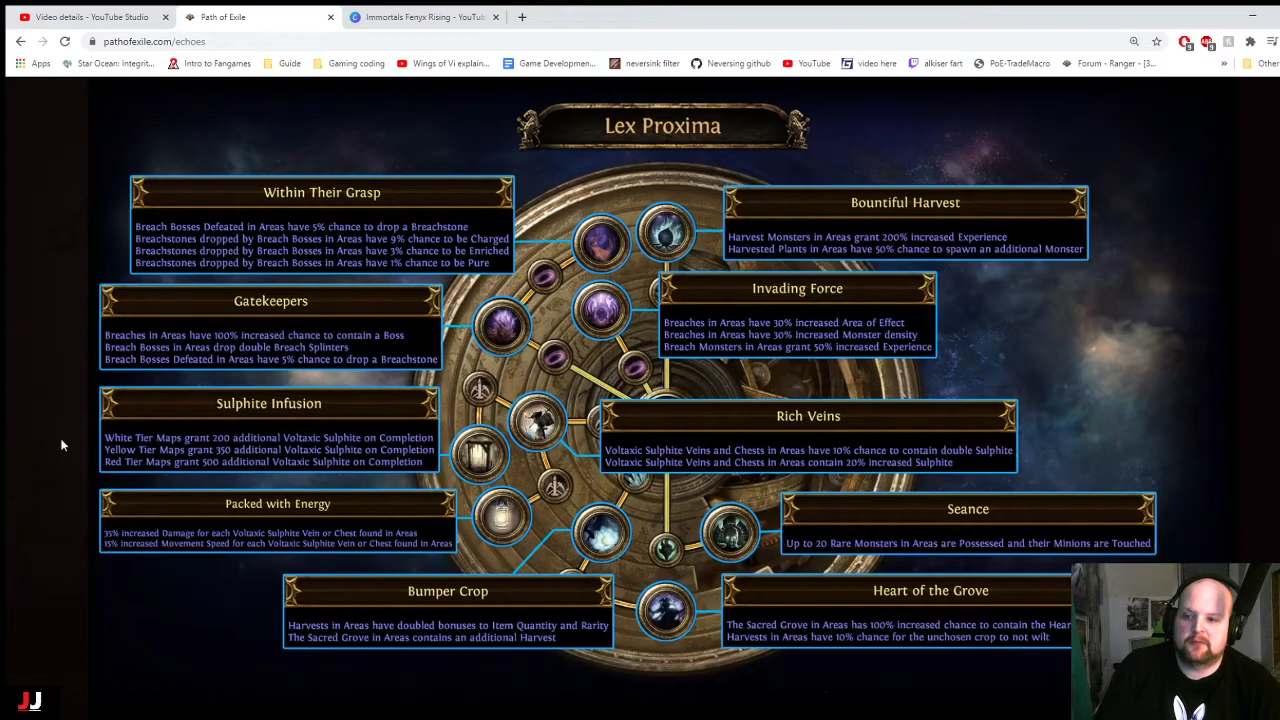 Video details - YouTube Studio
Path of Exile
Immortals Fenyx Rising - YouTub
pathofexile.com/echoes
Apps
Star Ocean: Integrit...
Intro to Fangames
Guide
Gaming coding
Wings of Vi explain...
Game Development...
neversink filter
Neversing github
YouTube
video here
alkiser fart
PoE-TradeMacro
Forum - Ranger - [3...
Other
Lex Proxima
Within Their Grasp
Breach Bosses Defeated in Areas have 5% chance to drop a Breachstone
Breachstones dropped by Breach Bosses in Areas have 9% chance to be Charged
Breachstones dropped by Breach Bosses in Areas have 3% chance to be Enriched
Breachstones dropped by Breach Bosses in Areas have 1% chance to be Pure
Bountiful Harvest
Harvest Monsters in Areas grant 200% increased Experience
Harvested Plants in Areas have 50% chance to spawn an additional Monster
Gatekeepers
Breaches in Areas have 100% increased chance to contain a Boss
Breach Bosses in Areas drop double Breach Splinters
Breach Bosses Defeated in Areas have 5% chance to drop a Breachstone
Invading Force
Breaches in Areas have 30% increased Area of Effect
Breaches in Areas have 30% increased Monster density
Breach Monsters in Areas grant 50% increased Experience
Sulphite Infusion
White Tier Maps grant 200 additional Voltaxic Sulphite on Completion
Yellow Tier Maps grant 350 additional Voltaxic Sulphite on Completion
Red Tier Maps grant 500 additional Voltaxic Sulphite on Completion
Rich Veins
Voltaxic Sulphite Veins and Chests in Areas have 10% chance to contain double Sulphite
Voltaxic Sulphite Veins and Chests in Areas contain 20% increased Sulphite
Packed with Energy
35% increased Damage for each Voltaxic Sulphite Vein or Chest found in Areas
15% increased Movement Speed for each Voltaxic Sulphite Vein or Chest found in Areas
Seance
Up to 20 Rare Monsters in Areas are Possessed and their Minions are Touched
Bumper Crop
Harvests in Areas have doubled bonuses to Item Quantity and Rarity
The Sacred Grove in Areas contains an additional Harvest
Heart of the Grove
The Sacred Grove in Areas has 100% increased chance to contain the Hear
Harvests in Areas have 10% chance for the unchosen crop to not wilt
JJ